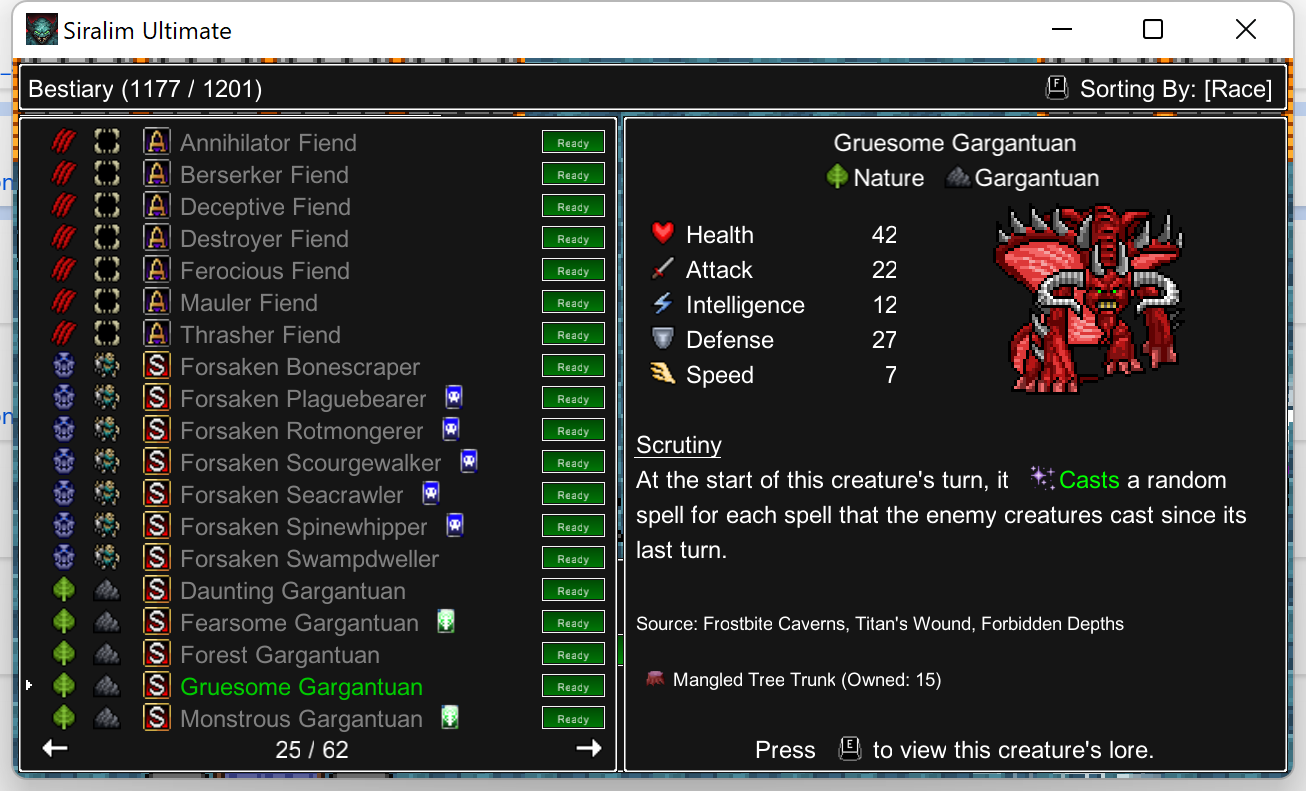 Siralim Ultimate
Bestiary (1177 / 1201)
F Sorting By: [Race]
A Annihilator Fiend Ready
A Berserker Fiend Ready
A Deceptive Fiend Ready
A Destroyer Fiend Ready
A Ferocious Fiend Ready
A Mauler Fiend Ready
A Thrasher Fiend Ready
S Forsaken Bonescraper Ready
S Forsaken Plaguebearer Ready
S Forsaken Rotmongerer Ready
S Forsaken Scourgewalker Ready
S Forsaken Seacrawler Ready
S Forsaken Spinewhipper Ready
S Forsaken Swampdweller Ready
S Daunting Gargantuan Ready
S Fearsome Gargantuan Ready
S Forest Gargantuan Ready
S Gruesome Gargantuan Ready
S Monstrous Gargantuan Ready
25 / 62
Gruesome Gargantuan
Nature Gargantuan
Health 42
Attack 22
Intelligence 12
Defense 27
Speed 7
Scrutiny
At the start of this creature's turn, it Casts a random
spell for each spell that the enemy creatures cast since its
last turn.
Source: Frostbite Caverns, Titan's Wound, Forbidden Depths
Mangled Tree Trunk (Owned: 15)
Press E to view this creature's lore.